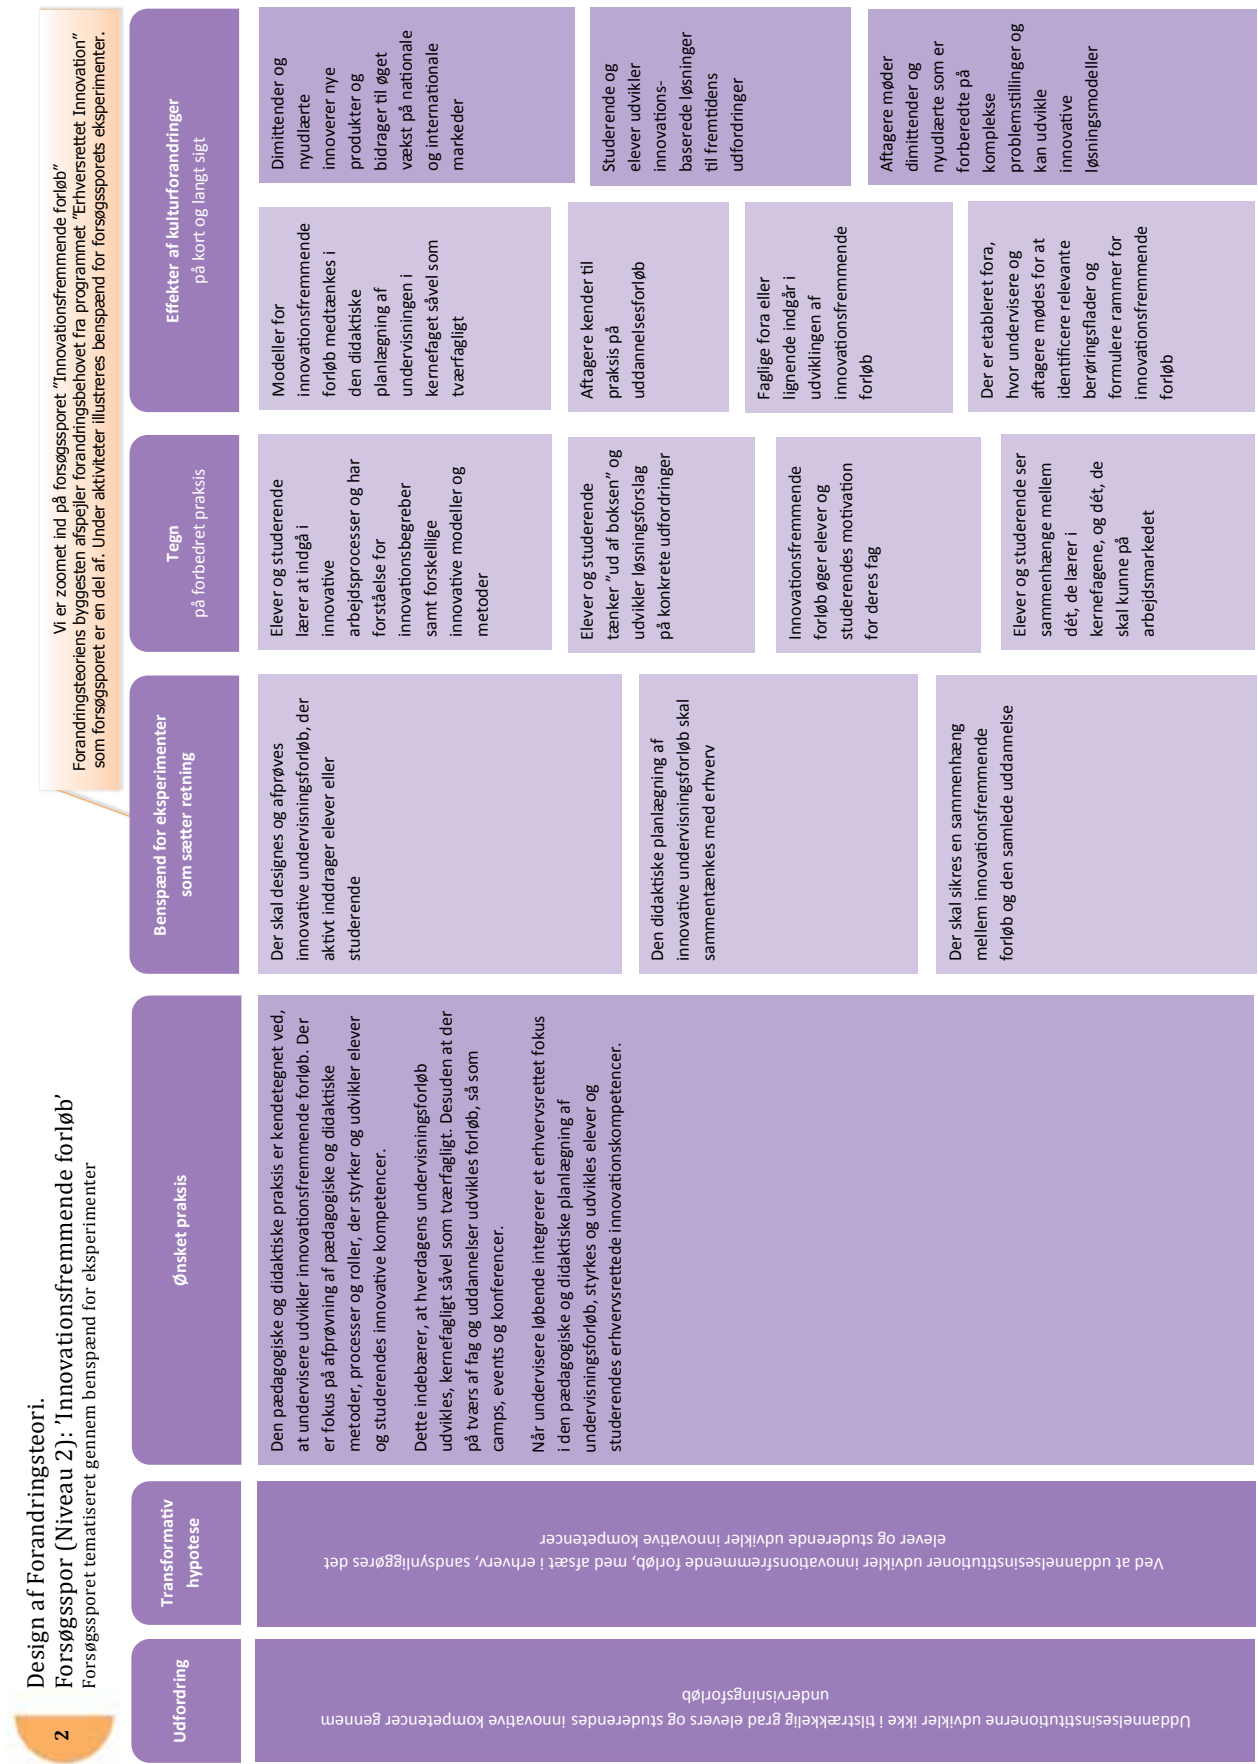 2
Design af Forandringsteori.
Forsøgsspor (Niveau 2): ’Innovationsfremmende forløb’
Forsøgssporet tematiseret gennem benspænd for eksperimenter
Vi er zoomet ind på forsøgssporet ”Innovationsfremmende forløb”
Forandringsteoriens byggesten afspejler forandringsbehovet fra programmet ”Erhversrettet Innovation”
som forsøgsporet er en del af. Under aktiviteter illustreres benspænd for forsøgssporets eksperimenter.
Udfordring
Uddannelsesinstitutionerne udvikler ikke i tilstrækkelig grad elevers og studerendes innovative kompetencer gennem
undervisningsforløb
Transformativ
hypotese
Ved at uddannelsesinstitutioner udvikler innovationsfremmende forløb, med afsæt i erhverv, sandsynliggøres det
elever og studerende udvikler innovative kompetencer
Ønsket praksis
Den pædagogiske og didaktiske praksis er kendetegnet ved,
at undervisere udvikler innovationsfremmende forløb. Der
er fokus på afprøvning af pædagogiske og didaktiske
metoder, processer og roller, der styrker og udvikler elever
og studerendes innovative kompetencer.
Dette indebærer, at hverdagens undervisningsforløb
udvikles, kernefagligt såvel som tværfagligt. Desuden at der
på tværs af fag og uddannelser udvikles forløb, så som
camps, events og konferencer.
Når undervisere løbende integrerer et erhvervsrettet fokus
i den pædagogiske og didaktiske planlægning af
undervisningsforløb, styrkes og udvikles elever og
studerendes erhvervsrettede innovationskompetencer.
Benspænd for eksperimenter
som sætter retning
Der skal designes og afprøves
innovative undervisningsforløb, der
aktivt inddrager elever eller
studerende
Den didaktiske planlægning af
innovative undervisningsforløb skal
sammentænkes med erhverv
Der skal sikres en sammenhæng
mellem innovationsfremmende
forløb og den samlede uddannelse
Tegn
på forbedret praksis
Elever og studerende
lærer at indgå i
innovative
arbejdsprocesser og har
forståelse for
innovationsbegreber
samt forskellige
innovative modeller og
metoder
Elever og studerende
tænker ”ud af boksen” og
udvikler løsningsforslag
på konkrete udfordringer
Innovationsfremmende
forløb øger elever og
studerendes motivation
for deres fag
Elever og studerende ser
sammenhænge mellem
dét, de lærer i
kernefagene, og dét, de
skal kunne på
arbejdsmarkedet
Effekter af kulturforandringer
på kort og langt sigt
Modeller for
innovationsfremmende
forløb medtænkes i
den didaktiske
planlægning af
undervisningen i
kernefaget såvel som
tværfagligt
Aftagere kender til
praksis på
uddannelsesforløb
Faglige fora eller
lignende indgår i
udviklingen af
innovationsfremmende
forløb
Der er etableret fora,
hvor undervisere og
aftagere mødes for at
identificere relevante
berøringsflader og
formulere rammer for
innovationsfremmende
forløb
Dimittender og
nyudlærte
innoverer nye
produkter og
bidrager til øget
vækst på nationale
og internationale
markeder
Studerende og
elever udvikler
innovations-
baserede løsninger
til fremtidens
udfordringer
Aftagere møder
dimittender og
nyudlærte som er
forberedte på
komplekse
problemstillinger og
kan udvikle
innovative
løsningsmodeller